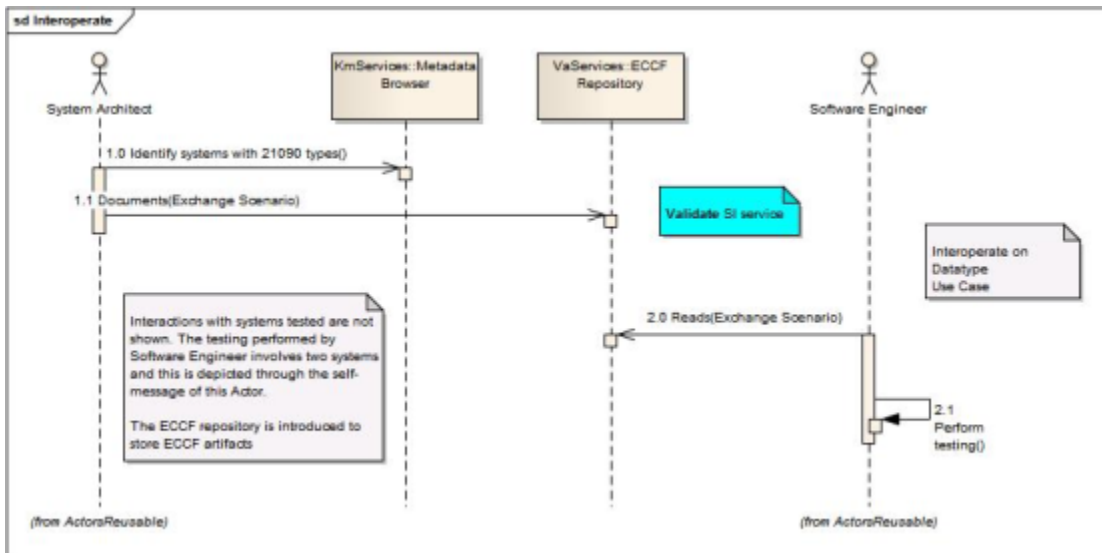 sd Interoperate
System Architect
KmServices::Metadata
Browser
VaServices::ECCF
Repository
Software Engineer
1.0 Identify systems with 21090 types()
1.1 Documents(Exchange Scenario)
Validate SI service
Interoperate on
Datatype
Use Case
Interactions with systems tested are not
shown. The testing performed by
Software Engineer involves two systems
and this is depicted through the self-
message of this Actor.
The ECCF repository is introduced to
store ECCF artifacts
2.0 Reads(Exchange Scenario)
2.1
Perform
testing()
(from ActorsReusable)
(from ActorsReusable)